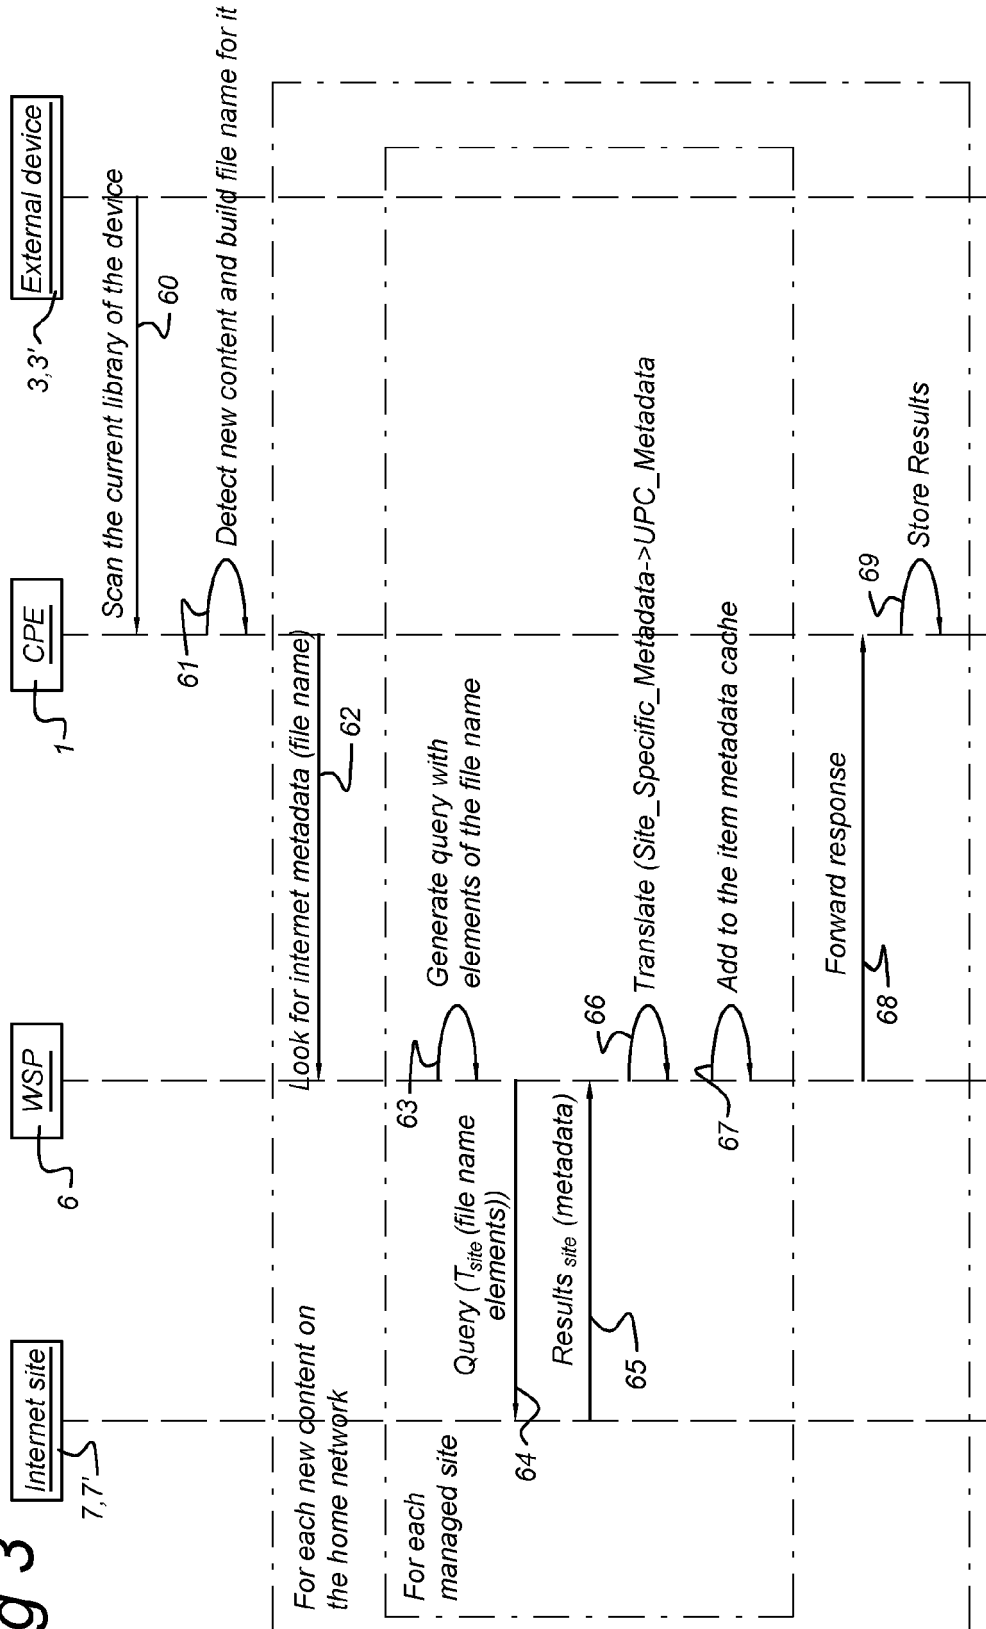 g 3
Internet site
7,7'
WSP
6
CPE
1
External device
3,3'
Scan the current library of the device
60
61
Detect new content and build file name for it
For each new content on
the home network
Look for internet metadata (file name)
62
For each
managed site
63
Generate query with
elements of the file name
Query (Tsite (file name
elements))
64
Results site (metadata)
65
66
Translate (Site_Specific_Metadata->UPC_Metadata
67
Add to the item metadata cache
Forward response
68
69
Store Results